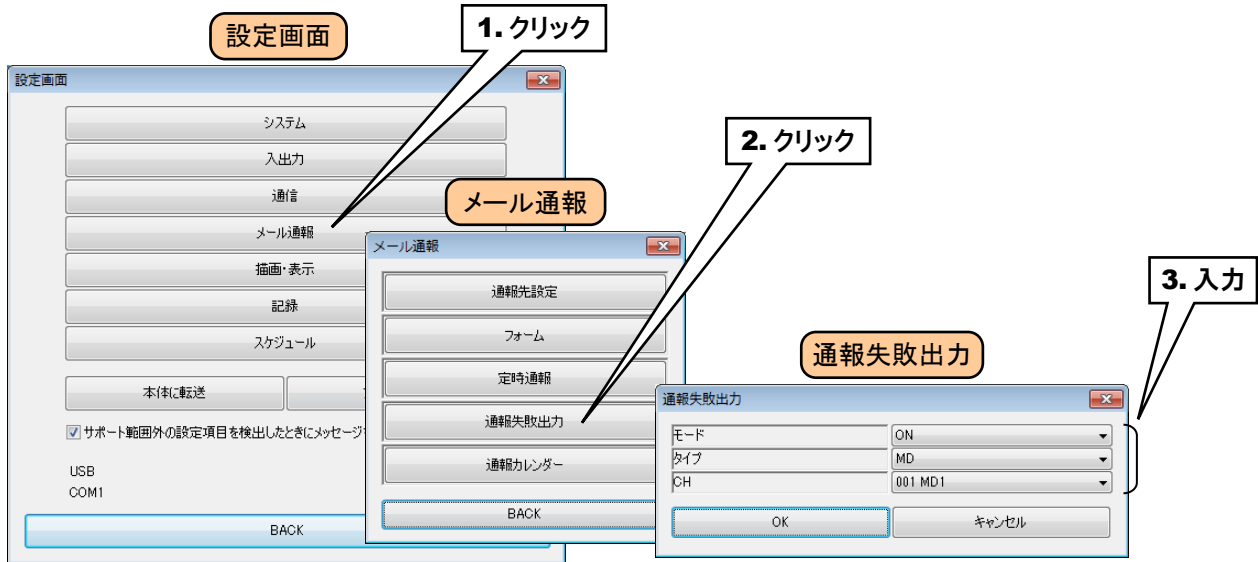 設定画面
1. クリック
設定画面
システム
入出力
通信
メール通報
描画・表示
記録
スケジュール
本体に転送
サポート範囲外の設定項目を検出したときにメッセージ
USB
COM1
BACK
2. クリック
メール通報
メール通報
通報先設定
フォーム
定時通報
通報失敗出力
通報カレンダー
BACK
3. 入力
通報失敗出力
通報失敗出力
モード ON
タイプ MD
CH 001 MD1
OK キャンセル